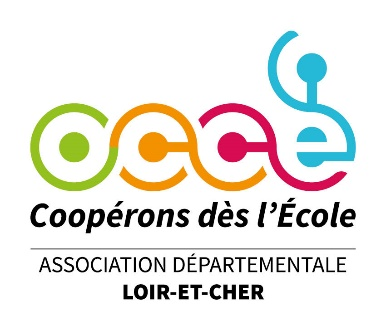 occe
Coopérons dès l'École
ASSOCIATION DÉPARTEMENTALE
LOIR-ET-CHER